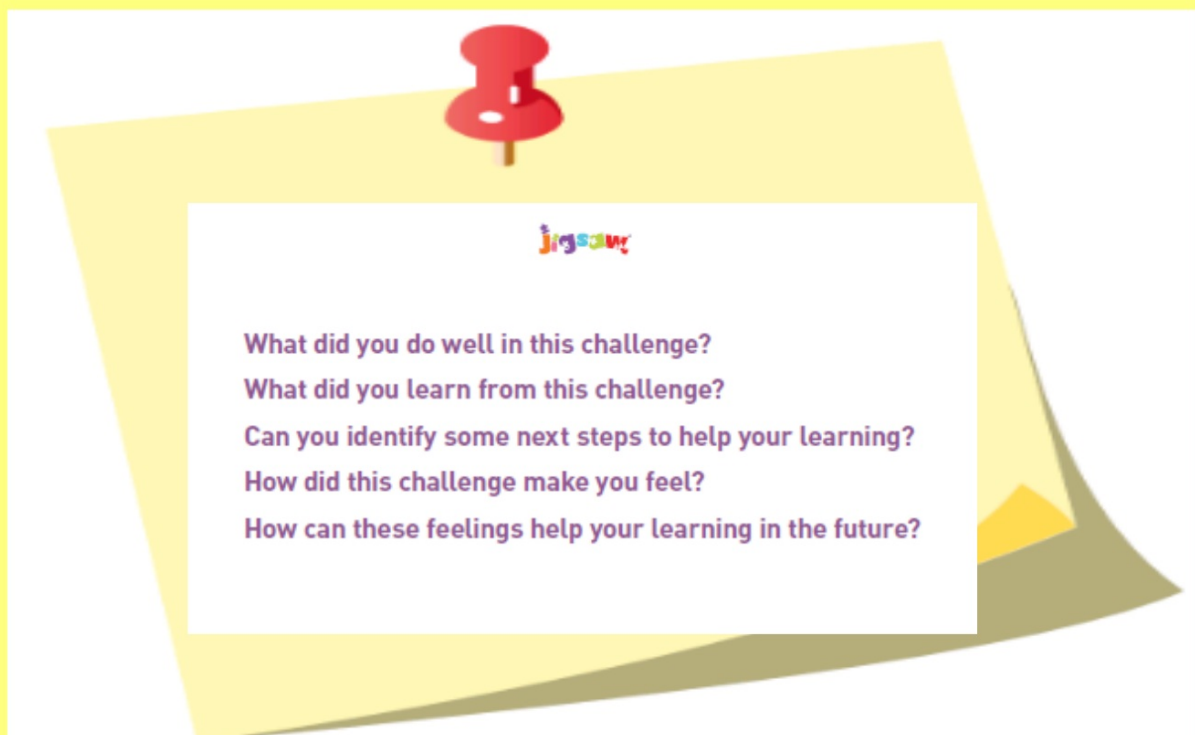 jigsaw
What did you do well in this challenge?
What did you learn from this challenge?
Can you identify some next steps to help your learning?
How did this challenge make you feel?
How can these feelings help your learning in the future?